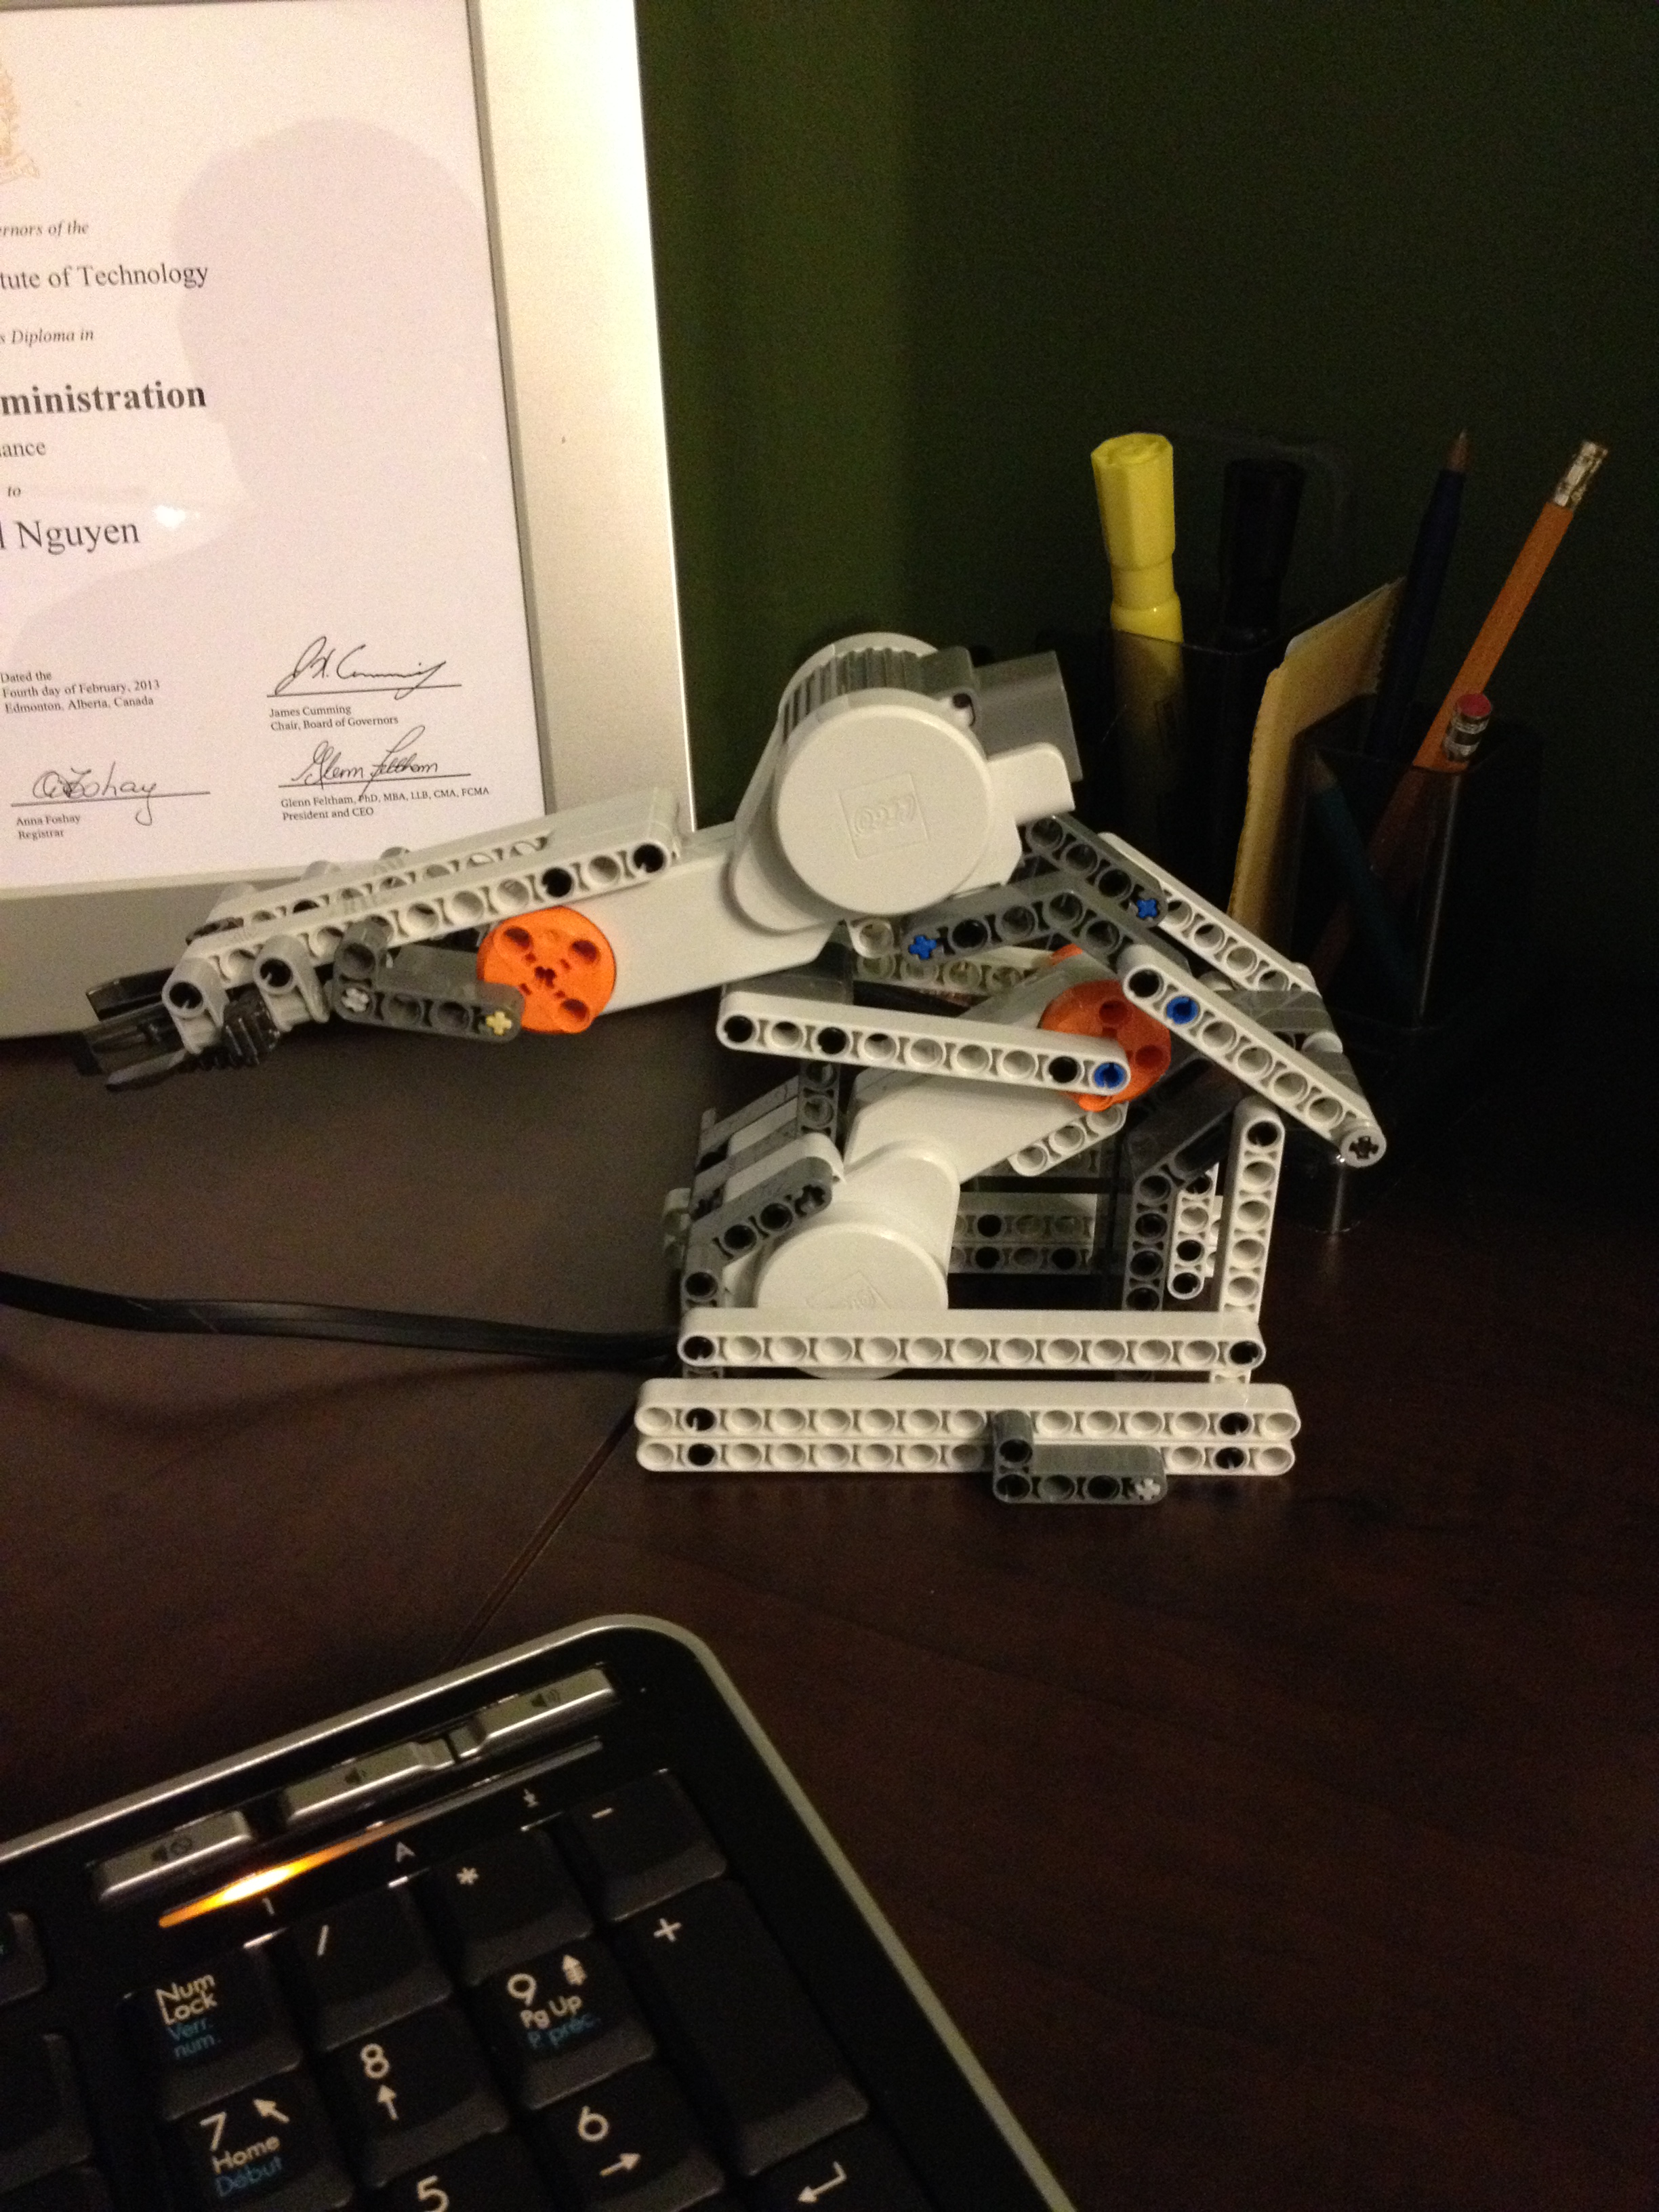 ernors of the
tute of Technology
s Diploma in
ministration
ance
to
l Nguyen
Dated the
Fourth day of February, 2013
Edmonton, Alberta, Canada
James Cumming
Chair, Board of Governors
Anna Foshay
Registrar
Glenn Feltham, PhD, MBA, LLB, CMA, FCMA
President and CEO
LEGO
1
A
-
/
*
+
Num
Lock
Verr.
num.
9
Pg Up
P. préc.
8
7
Home
Début
6
5